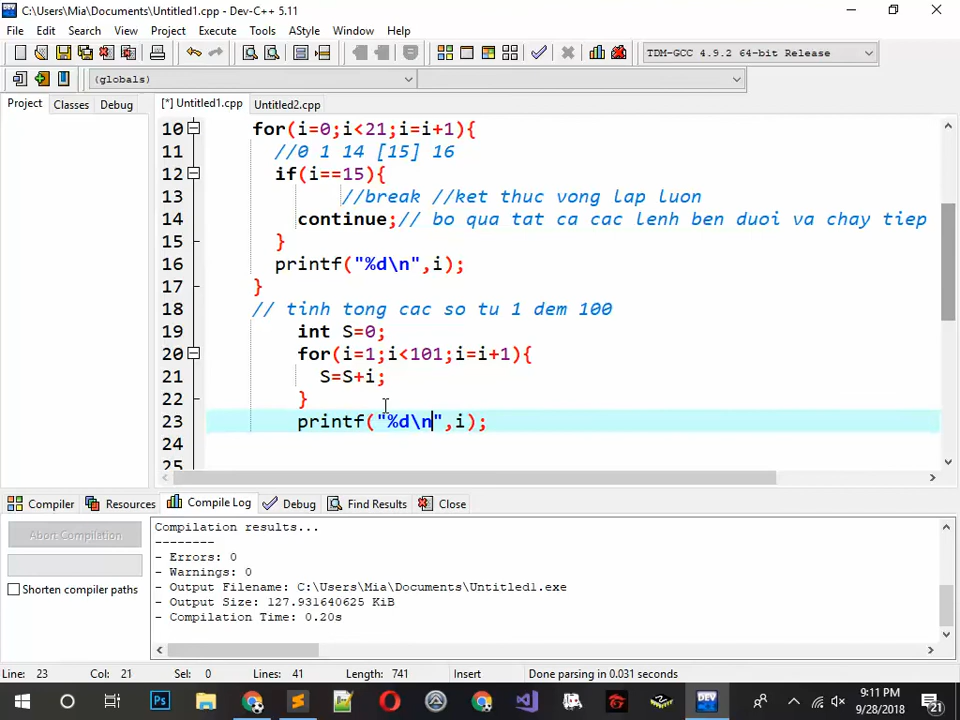 C:\Users\Mia\Documents\Untitled1.cpp - Dev-C++ 5.11
File Edit Search View Project Execute Tools AStyle Window Help
TDM-GCC 4.9.2 64-bit Release
(globals)
Project Classes Debug [*] Untitled1.cpp Untitled2.cpp
10 for(i=0;i<21;i=i+1){
11 //0 1 14 [15] 16
12 if(i==15){
13 //break //ket thuc vong lap luon
14 continue;// bo qua tat ca cac lenh ben duoi va chay tiep
15 }
16 printf("%d\n",i);
17 }
18 // tinh tong cac so tu 1 dem 100
19 int S=0;
20 for(i=1;i<101;i=i+1){
21 S=S+i;
22 }
23 printf("%d\n",i);
24
25
Compiler Resources Compile Log Debug Find Results Close
Abort Compilation
Shorten compiler paths
Compilation results...
--------
- Errors: 0
- Warnings: 0
- Output Filename: C:\Users\Mia\Documents\Untitled1.exe
- Output Size: 127.931640625 KiB
- Compilation Time: 0.20s
Line: 23 Col: 21 Sel: 0 Lines: 41 Length: 741 Insert Done parsing in 0.031 seconds
Ps
DEV
9:11 PM
9/28/2018
21